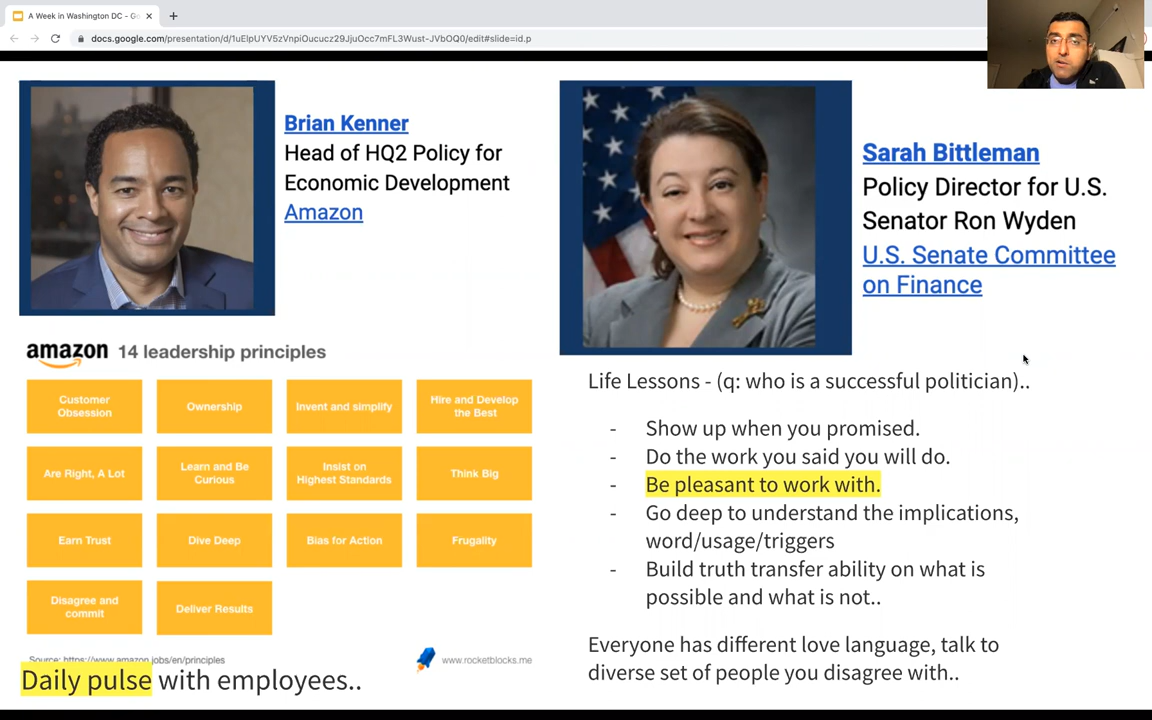 A Week in Washington DC - G
docs.google.com/presentation/d/1uElpUYV5zVnpiOucucz29JjuOcc7mFL3Wust-JVbOQ0/edit#slide=id.p
Brian Kenner
Head of HQ2 Policy for
Economic Development
Amazon
Sarah Bittleman
Policy Director for U.S.
Senator Ron Wyden
U.S. Senate Committee
on Finance
amazon 14 leadership principles
Customer
Obsession
Ownership
Invent and simplify
Hire and Develop
the Best
Are Right, A Lot
Learn and Be
Curious
Insist on
Highest Standards
Think Big
Earn Trust
Dive Deep
Bias for Action
Frugality
Disagree and
commit
Deliver Results
Source: https://www.amazon.jobs/en/principles
www.rocketblocks.me
Daily pulse with employees..
Life Lessons - (q: who is a successful politician)..
- Show up when you promised.
- Do the work you said you will do.
- Be pleasant to work with.
- Go deep to understand the implications,
word/usage/triggers
- Build truth transfer ability on what is
possible and what is not..
Everyone has different love language, talk to
diverse set of people you disagree with..